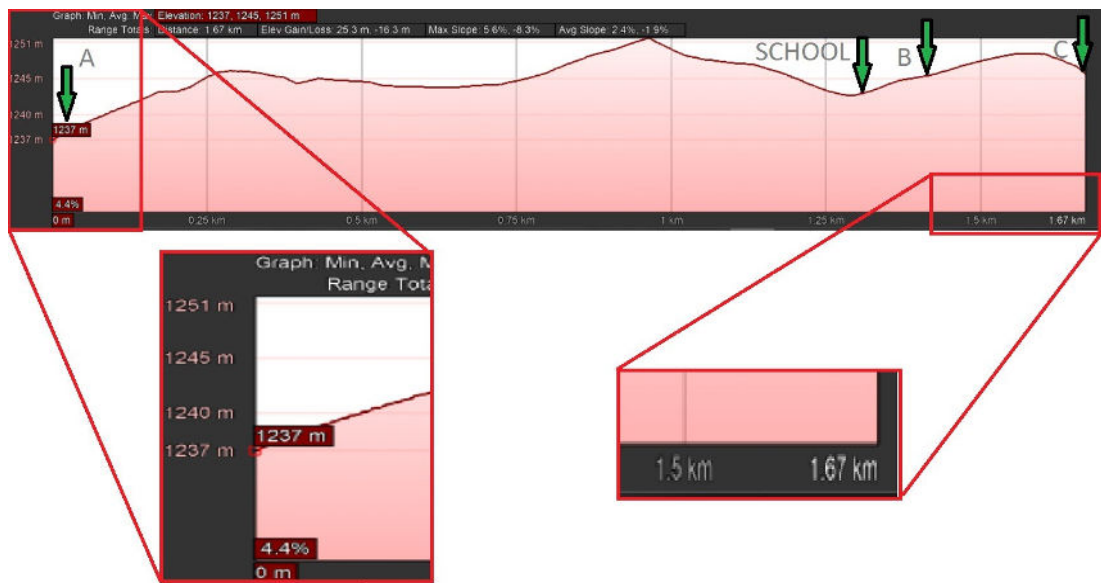 Graph: Min, Avg, Max Elevation: 1237, 1245, 1251 m
Range Totals: Distance: 1.67 km Elev Gain/Loss: 25.3 m, -16.3 m Max Slope: 5.6%, -8.3% Avg Slope: 2.4%, -1.9%
1251 m
A
SCHOOL
B
C
1245 m
1240 m
1237 m
1237 m
4.4%
0 m
0.25 km
0.5 km
0.75 km
1 km
1.25 km
1.5 km
1.67 km
Graph: Min, Avg, M
Range Tota
1251 m
1245 m
1240 m
1237 m
1237 m
4.4%
0 m
1.5 km
1.67 km